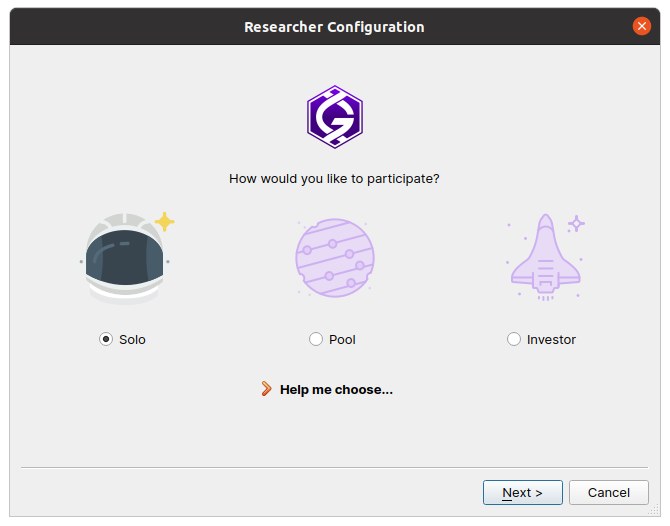 Researcher Configuration
How would you like to participate?
Solo
Pool
Investor
Help me choose...
Next >
Cancel